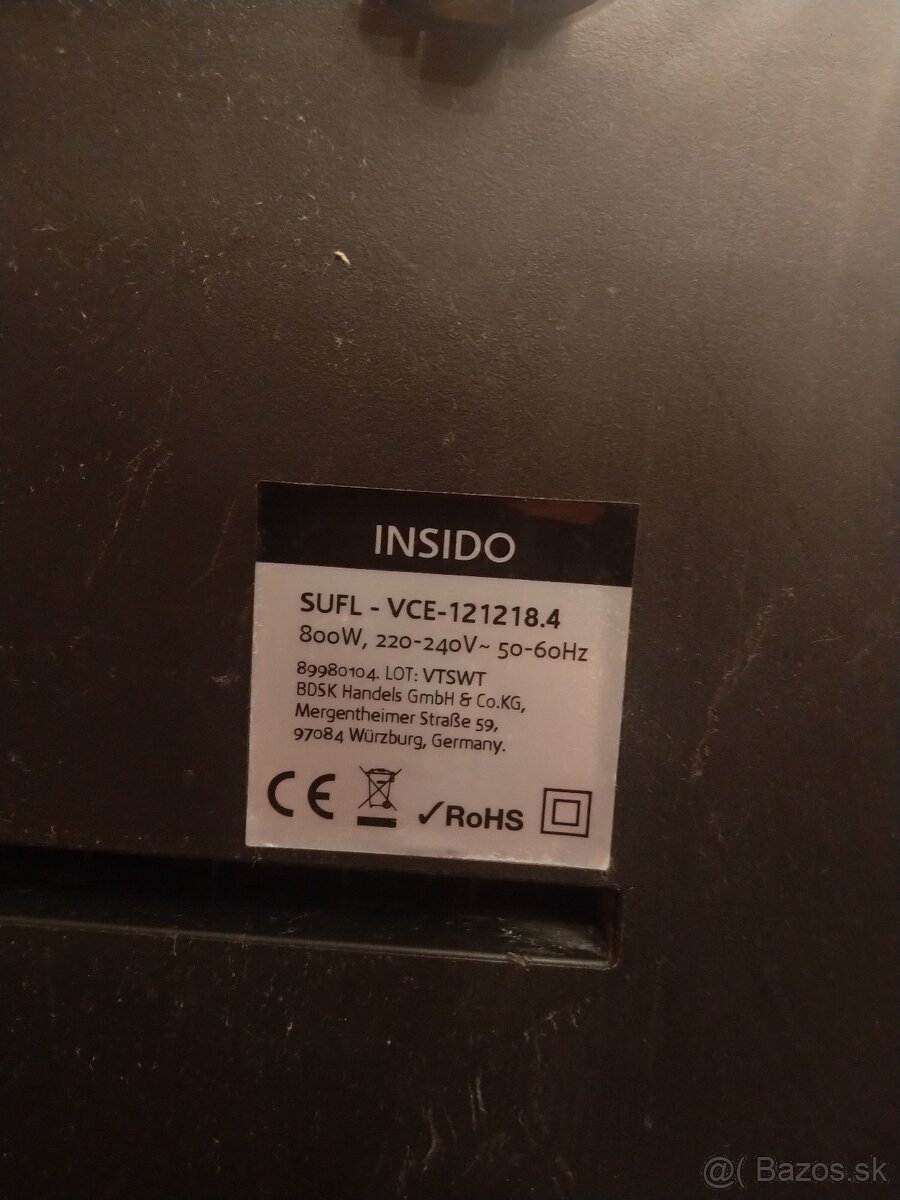 INSIDO
SUFL - VCE-121218.4
800W, 220-240V~ 50-60Hz
89980104. LOT: VTSWT
BDSK Handels GmbH & Co.KG,
Mergentheimer Straße 59,
97084 Würzburg, Germany.
CE ✓RoHS
@( Bazos.sk